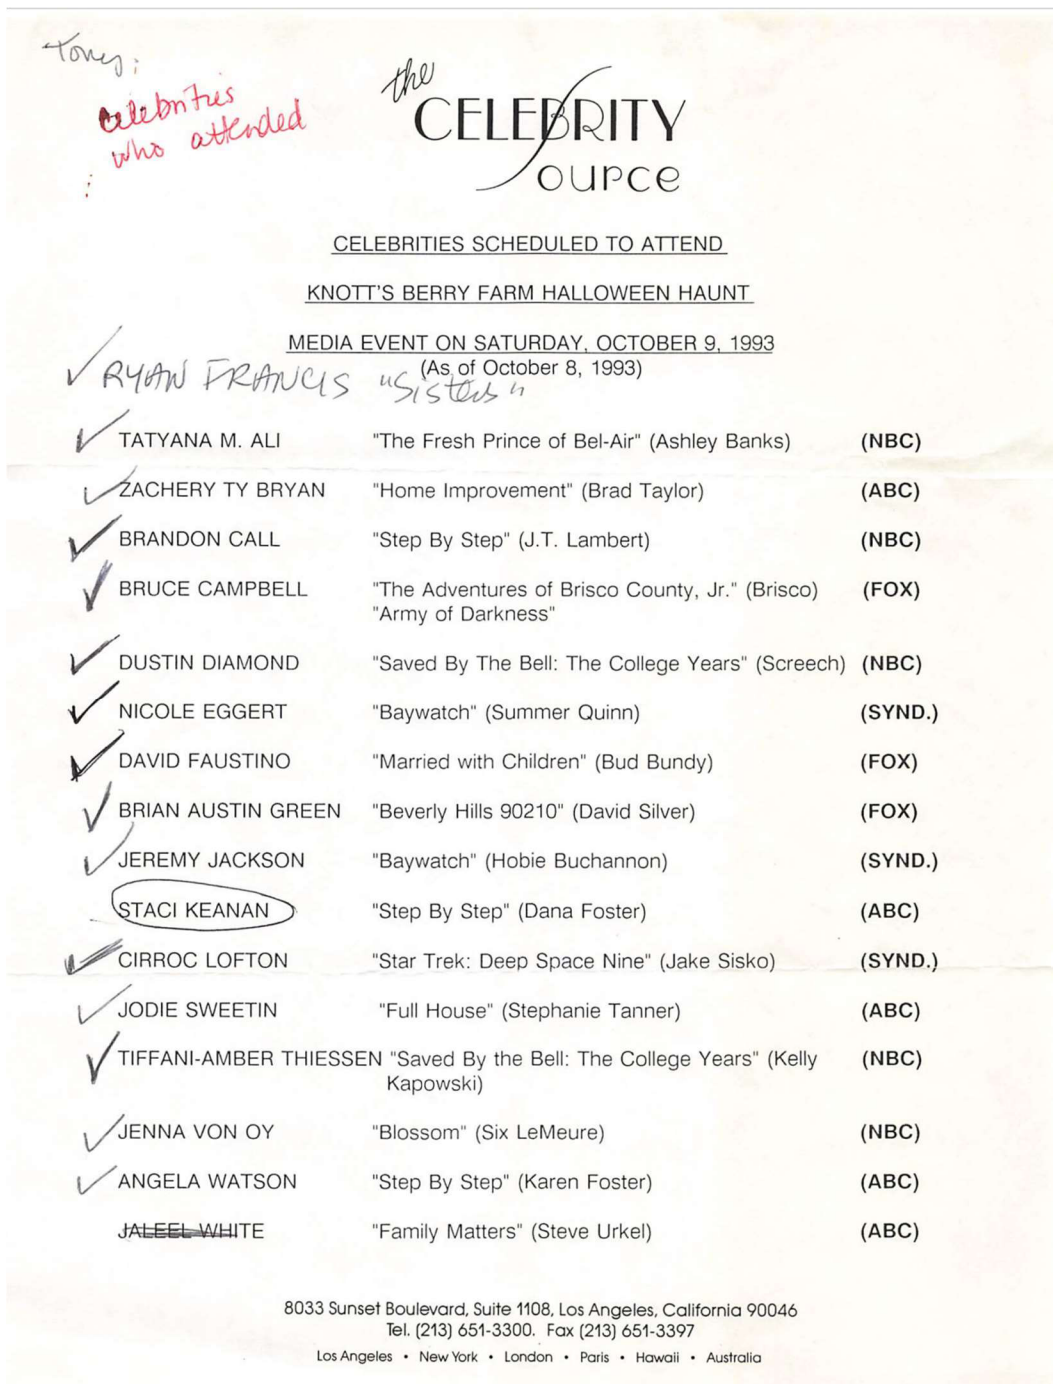 Tony:
celebrities
who attended
:
the
CELEBRITY
Source
CELEBRITIES SCHEDULED TO ATTEND
KNOTT'S BERRY FARM HALLOWEEN HAUNT
MEDIA EVENT ON SATURDAY, OCTOBER 9, 1993
(As of October 8, 1993)
✓ RYAN FRANCIS "Sisters"
✓ TATYANA M. ALI "The Fresh Prince of Bel-Air" (Ashley Banks) (NBC)
✓ ZACHERY TY BRYAN "Home Improvement" (Brad Taylor) (ABC)
✓ BRANDON CALL "Step By Step" (J.T. Lambert) (NBC)
✓ BRUCE CAMPBELL "The Adventures of Brisco County, Jr." (Brisco) (FOX)
"Army of Darkness"
✓ DUSTIN DIAMOND "Saved By The Bell: The College Years" (Screech) (NBC)
✓ NICOLE EGGERT "Baywatch" (Summer Quinn) (SYND.)
✓ DAVID FAUSTINO "Married with Children" (Bud Bundy) (FOX)
✓ BRIAN AUSTIN GREEN "Beverly Hills 90210" (David Silver) (FOX)
✓ JEREMY JACKSON "Baywatch" (Hobie Buchannon) (SYND.)
STACI KEANAN "Step By Step" (Dana Foster) (ABC)
✓ CIRROC LOFTON "Star Trek: Deep Space Nine" (Jake Sisko) (SYND.)
✓ JODIE SWEETIN "Full House" (Stephanie Tanner) (ABC)
✓ TIFFANI-AMBER THIESSEN "Saved By the Bell: The College Years" (Kelly (NBC)
Kapowski)
✓ JENNA VON OY "Blossom" (Six LeMeure) (NBC)
✓ ANGELA WATSON "Step By Step" (Karen Foster) (ABC)
JALEEL WHITE "Family Matters" (Steve Urkel) (ABC)
8033 Sunset Boulevard, Suite 1108, Los Angeles, California 90046
Tel. (213) 651-3300. Fax (213) 651-3397
Los Angeles • New York • London • Paris • Hawaii • Australia